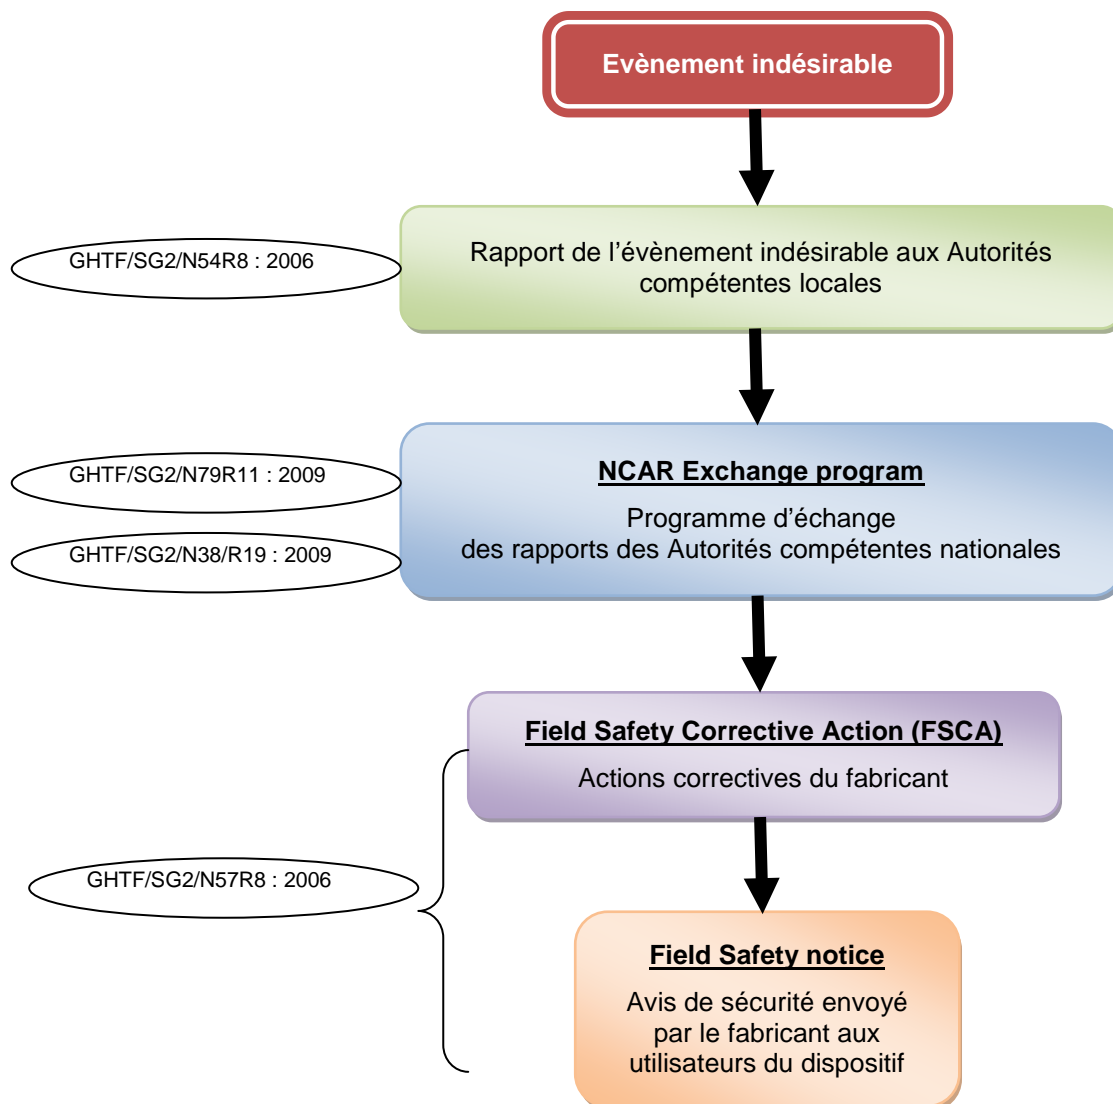 Evènement indésirable
GHTF/SG2/N54R8 : 2006
Rapport de l'évènement indésirable aux Autorités
compétentes locales
GHTF/SG2/N79R11 : 2009
GHTF/SG2/N38/R19 : 2009
NCAR Exchange program
Programme d'échange
des rapports des Autorités compétentes nationales
Field Safety Corrective Action (FSCA)
Actions correctives du fabricant
GHTF/SG2/N57R8 : 2006
Field Safety notice
Avis de sécurité envoyé
par le fabricant aux
utilisateurs du dispositif